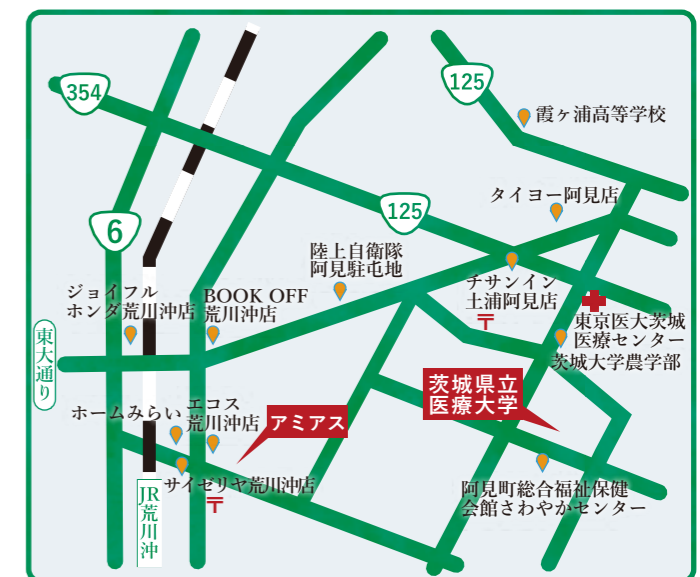 354
125
霞ヶ浦高等学校
タイヨー阿見店
125
6
陸上自衛隊
阿見駐屯地
チサンイン
土浦阿見店
〒
ジョイフル
ホンダ荒川沖店
BOOK OFF
荒川沖店
東京医大茨城
医療センター
茨城大学農学部
東大通り
茨城県立
医療大学
ホームみらい
エコス
荒川沖店
アミアス
サイゼリヤ荒川沖店
〒
JR荒川沖
阿見町総合福祉保健
会館さわやかセンター